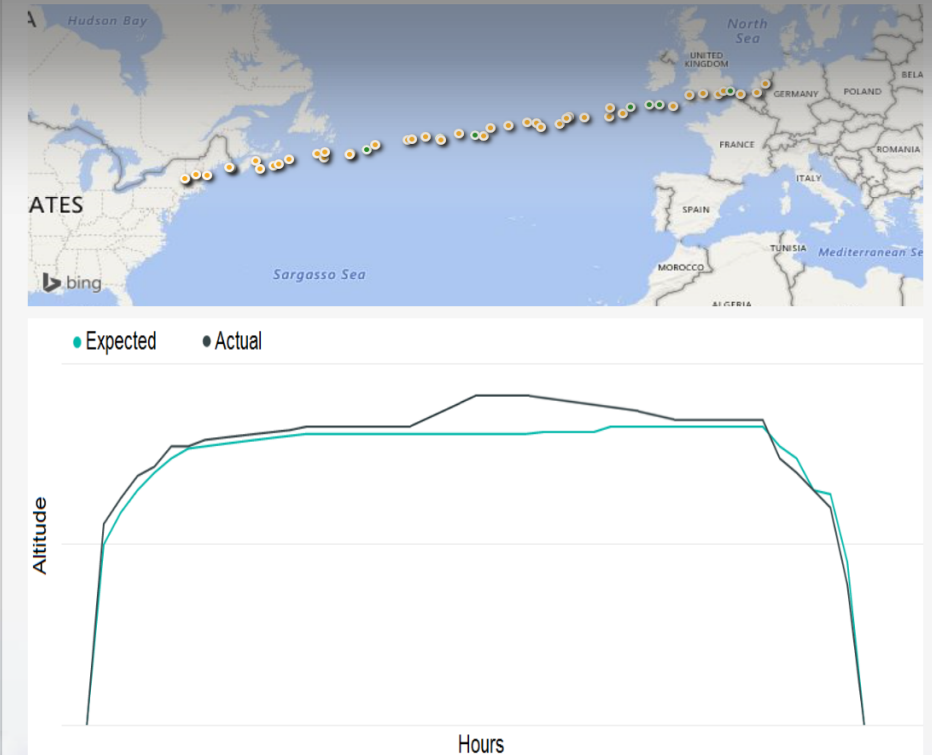 A
Hudson Bay
North
Sea
UNITED
KINGDOM
BELA
GERMANY
POLAND
FRANCE
ROMANIA
ITALY
ATES
SPAIN
TUNISIA
Mediterranean Se
Sargasso Sea
MOROCCO
bing
ALGERIA
Expected
Actual
Altitude
Hours